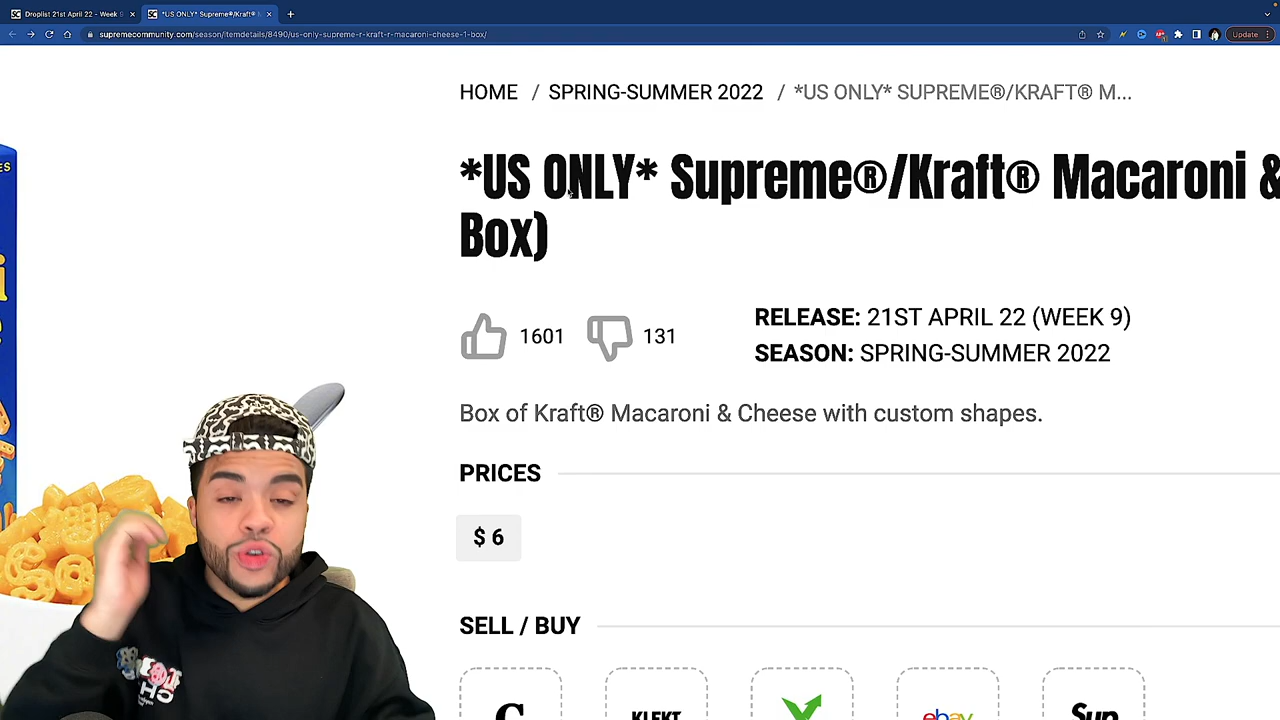 Droplist 21st April 22 - Week 9
*US ONLY* Supreme®/Kraft®
supremecommunity.com/season/itemdetails/8490/us-only-supreme-r-kraft-r-macaroni-cheese-1-box/
Update
HOME / SPRING-SUMMER 2022 / *US ONLY* SUPREME®/KRAFT® M...
*US ONLY* Supreme®/Kraft® Macaroni &
Box)
1601 131
RELEASE: 21ST APRIL 22 (WEEK 9)
SEASON: SPRING-SUMMER 2022
Box of Kraft® Macaroni & Cheese with custom shapes.
PRICES
$ 6
SELL / BUY
KLEKT
ebay
Sup